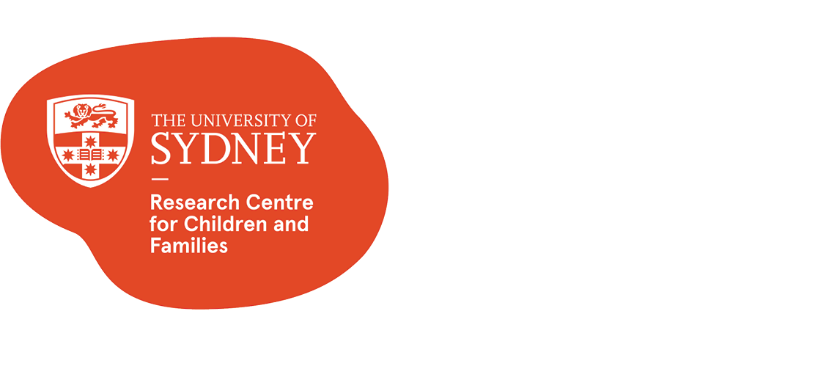 THE UNIVERSITY OF
SYDNEY
Research Centre
for Children and
Families